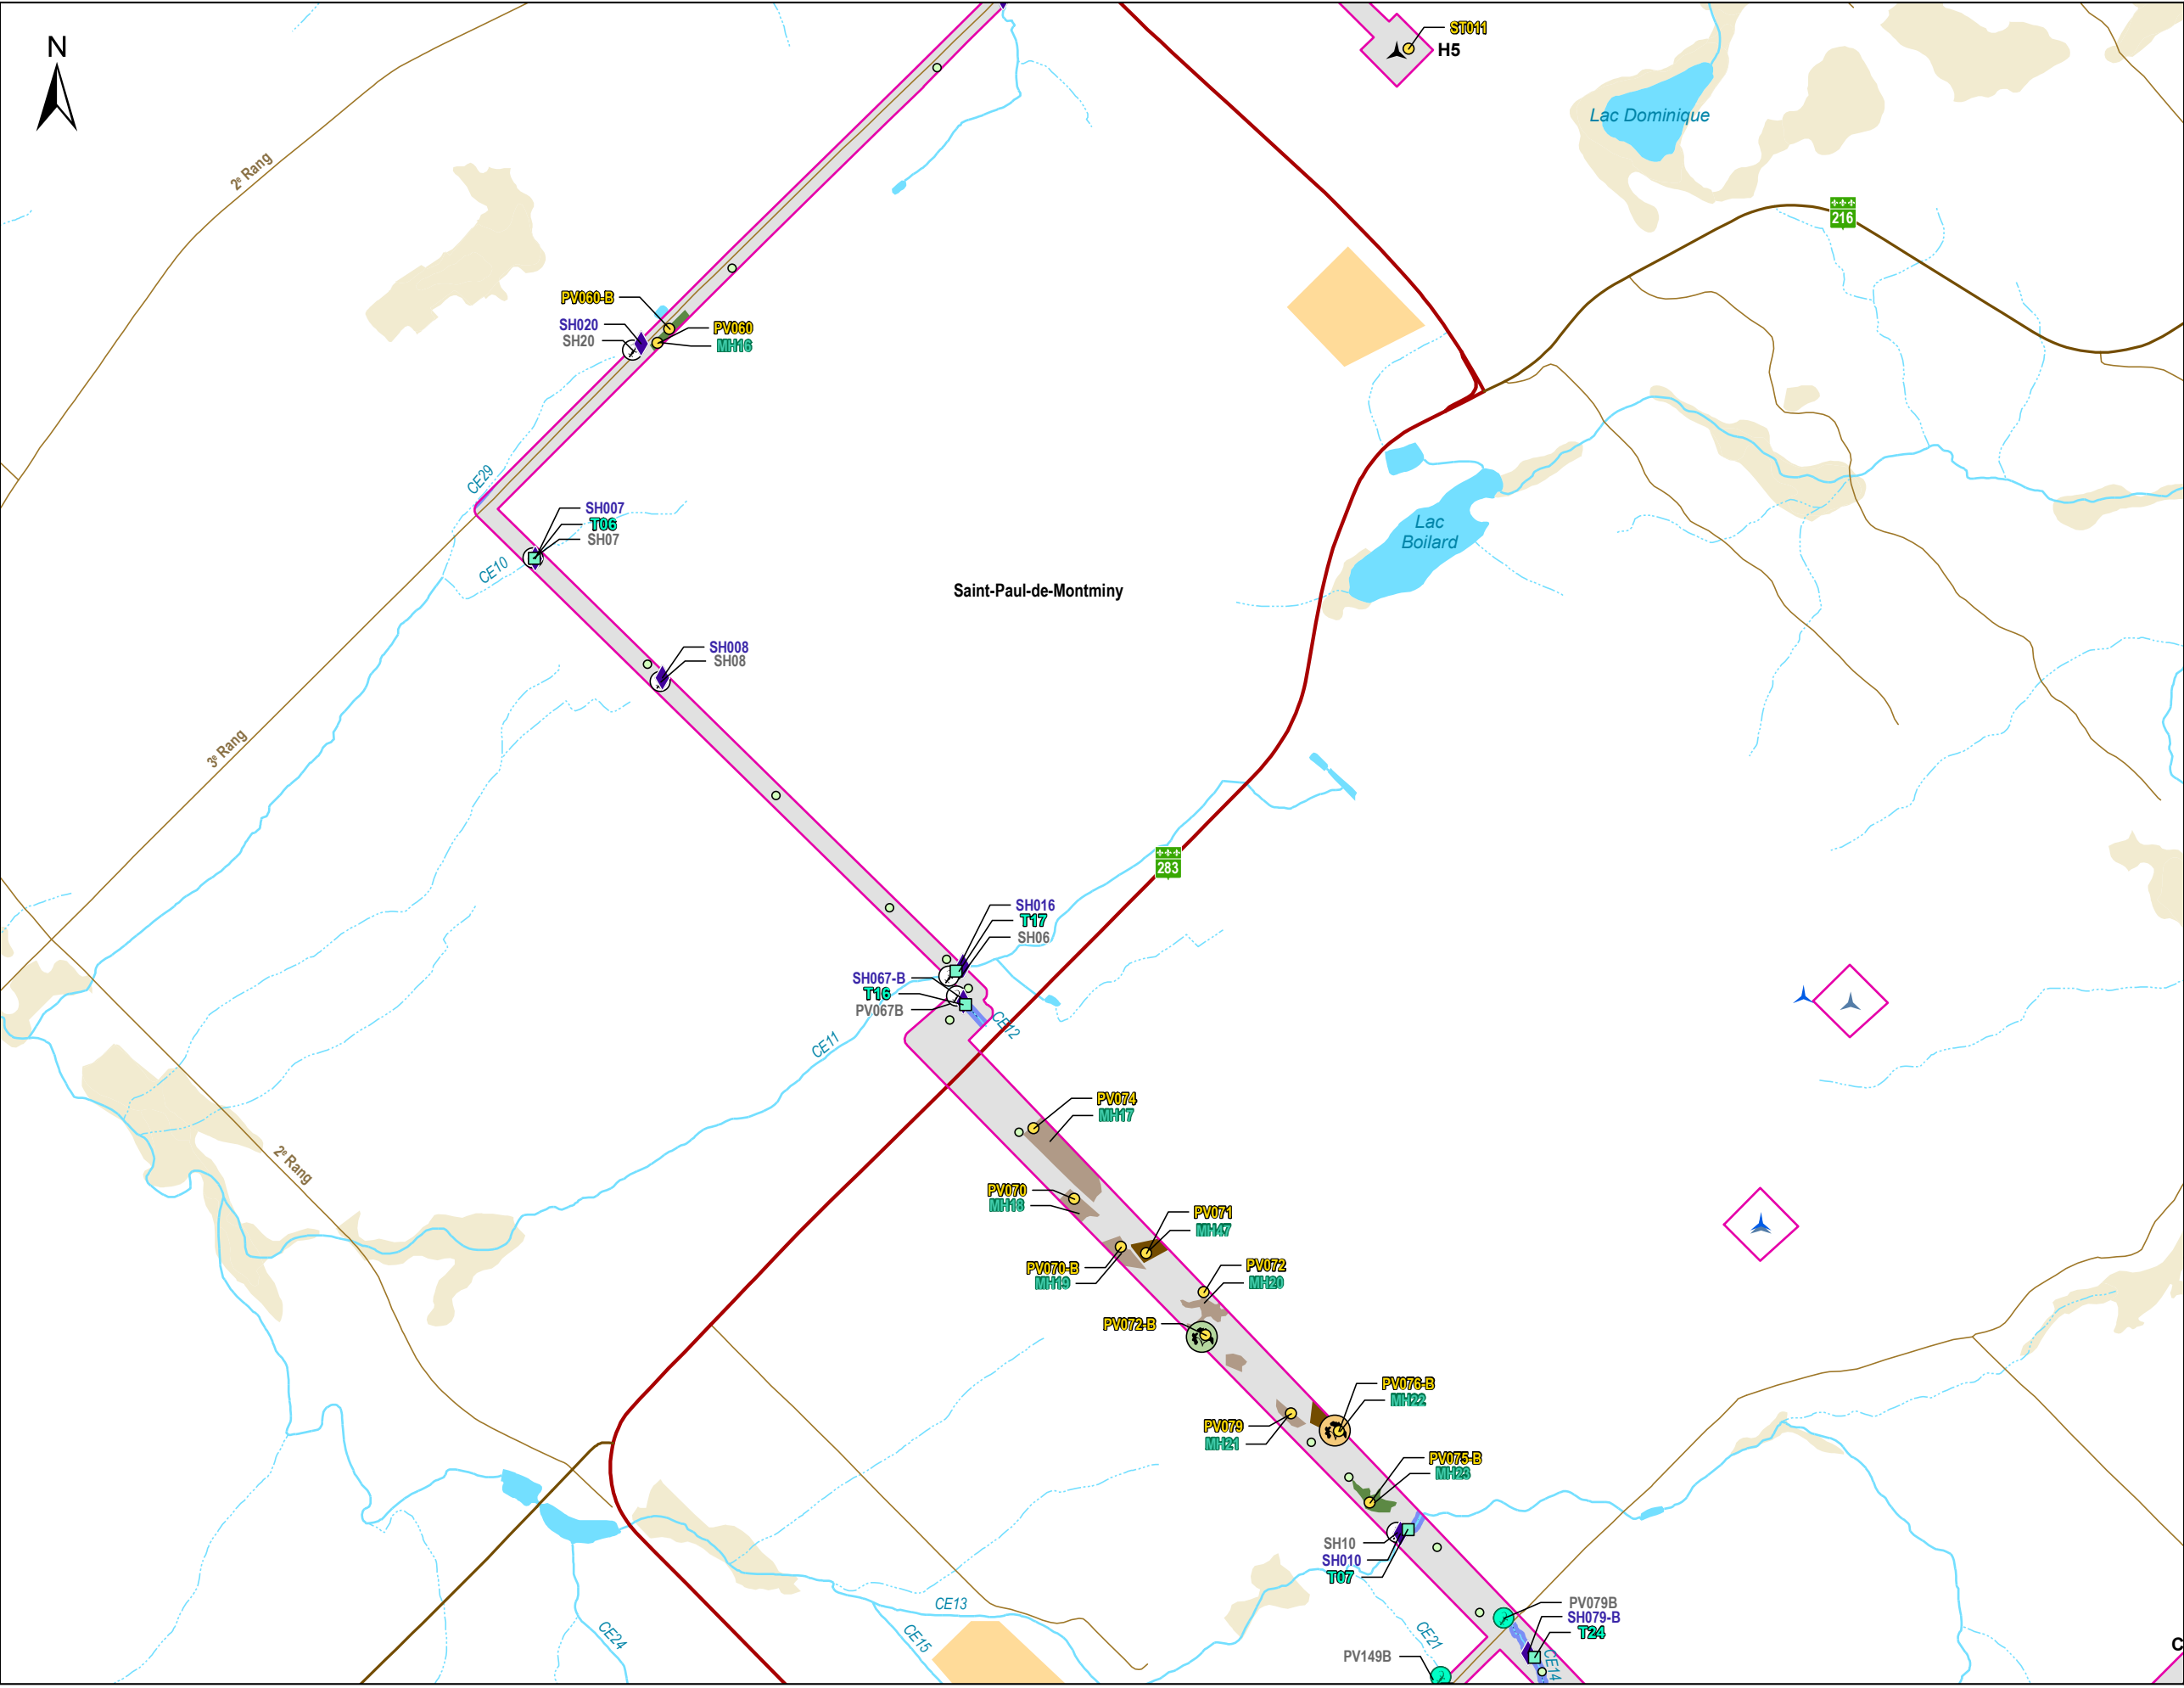 N
ST011
H5
Lac Dominique
2e Rang
216
PV060-B
SH020
SH20
PV060
MH16
CE29
SH007
T06
SH07
CE10
Lac
Boilard
Saint-Paul-de-Montminy
SH008
SH08
3e Rang
283
SH016
T17
SH06
SH067-B
T16
PV067B
CE12
CE11
PV074
MH17
2e Rang
PV070
MH18
PV071
MH47
PV070-B
MH19
PV072
MH20
PV072-B
PV076-B
MH22
PV079
MH21
PV075-B
MH23
SH10
SH010
T07
CE13
PV079B
SH079-B
T24
CE24
CE15
CE21
PV149B
CE14
C